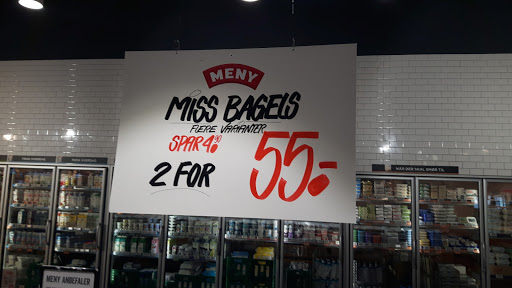 MENY
MISS BAGELS
FLERE VARIANTER
SPAR 4.90
2 FOR
55.-
MENY ANBEFALER